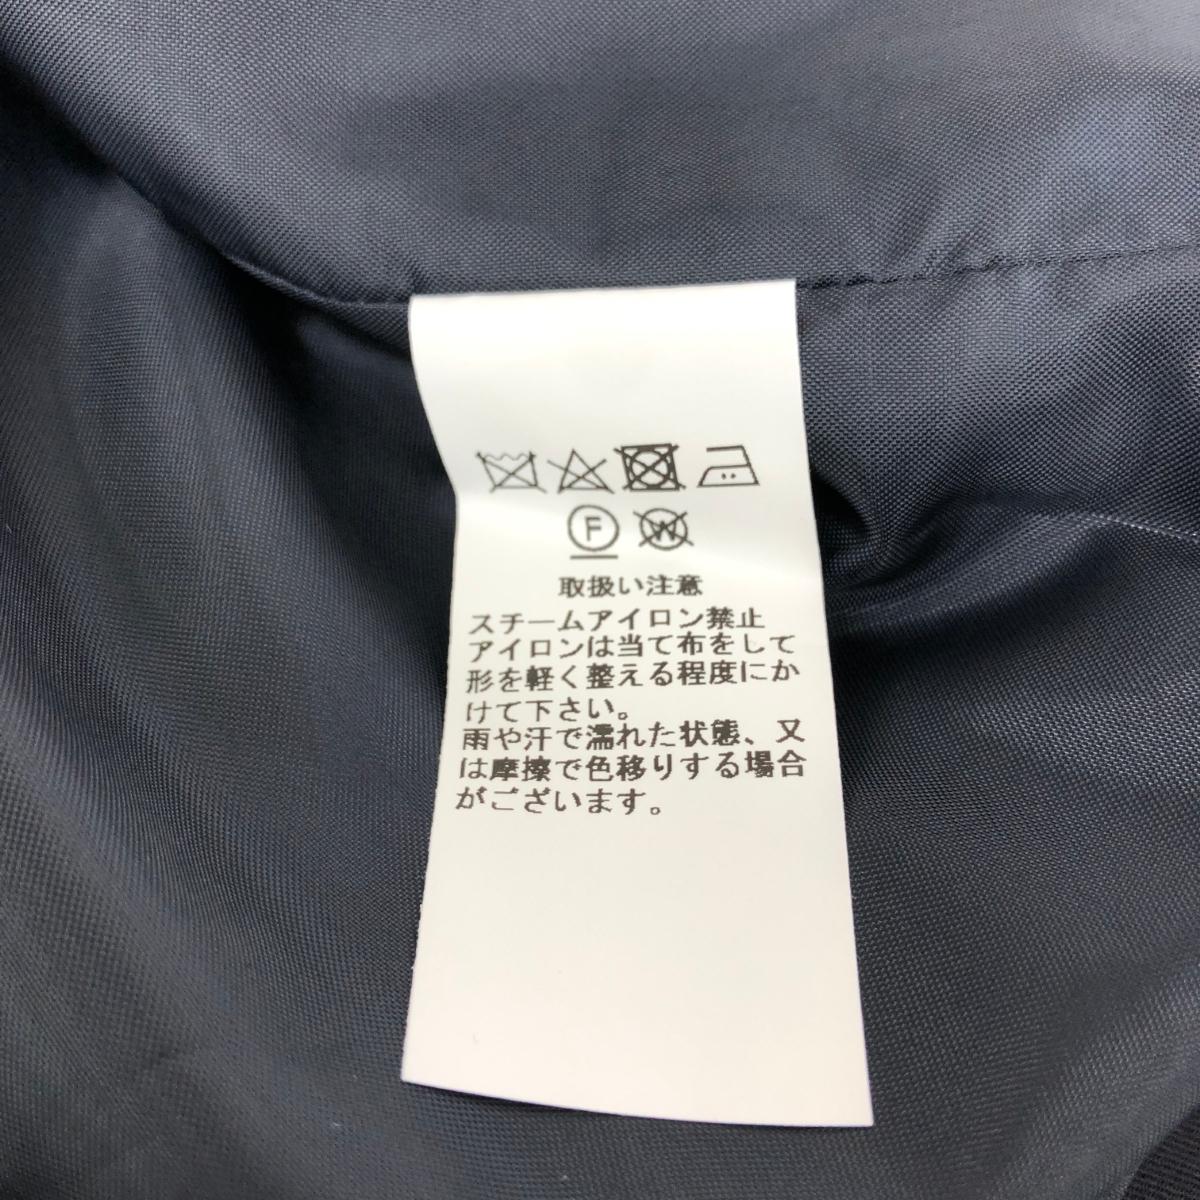 F W
取扱い注意
スチームアイロン禁止
アイロンは当て布をして
形を軽く整える程度にか
けて下さい。
雨や汗で濡れた状態、又
は摩擦で色移りする場合
がございます。